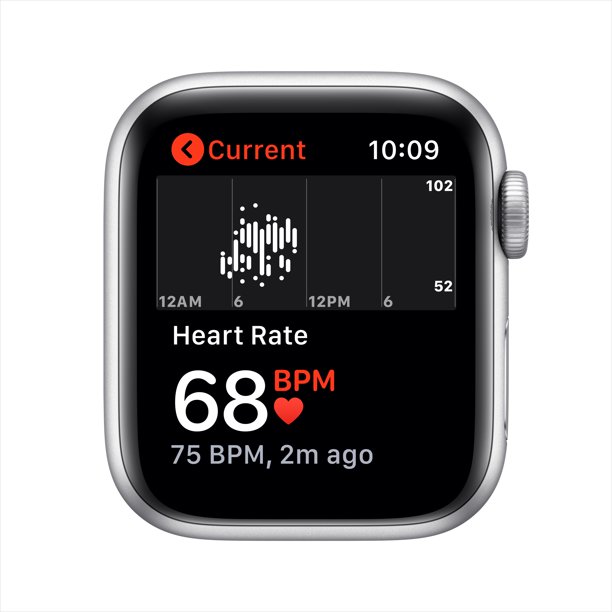 Current 10:09
102
52
12AM 6 12PM 6
Heart Rate
68 BPM
75 BPM, 2m ago